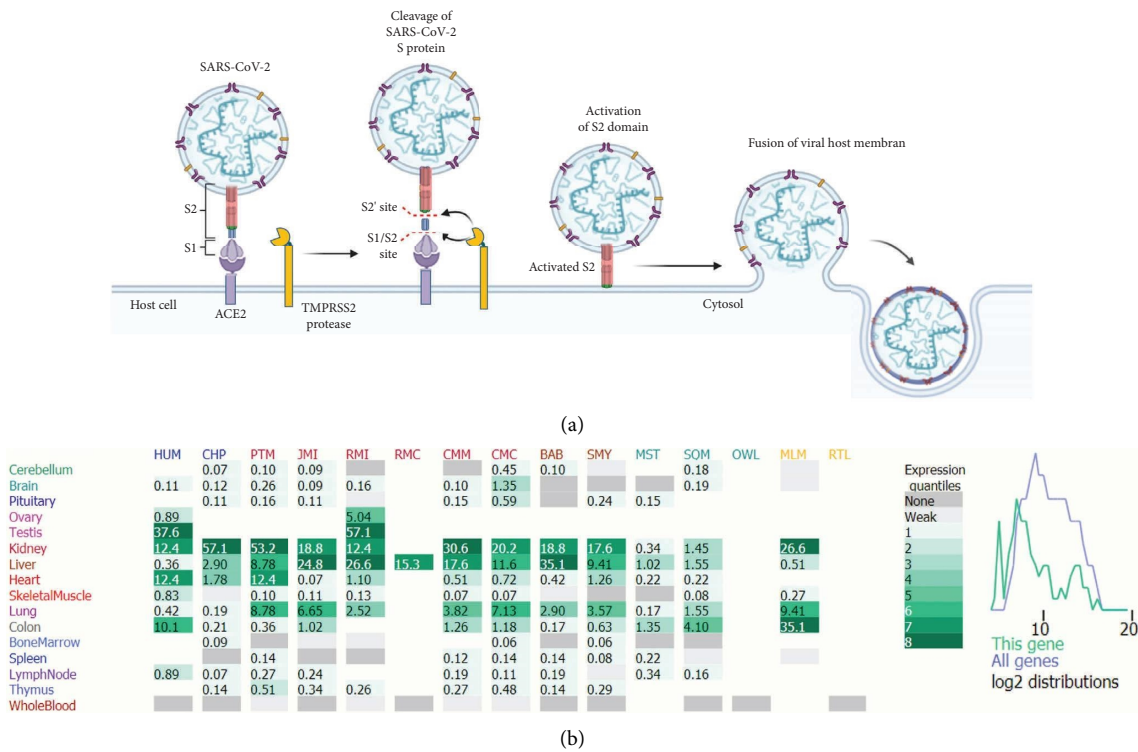 Cleavage of
SARS-CoV-2
S protein
SARS-CoV-2
Activation
of S2 domain
Fusion of viral host membran
S2
S2' site
S1
S1/S2
site
Activated S2
Host cell
ACE2
TMPRSS2
protease
Cytosol
(a)
HUM CHP PTM JMI RMI RMC CMM CMC BAB SMY MST SQM OWL MLM RTL
Cerebellum 0.07 0.10 0.09 0.45 0.10 0.18
Brain 0.11 0.12 0.26 0.09 0.16 0.10 1.35 0.19
Pituitary 0.11 0.16 0.11 0.15 0.59 0.24 0.15
Ovary 0.89 5.04
Testis 37.6 57.1
Kidney 12.4 57.1 53.2 18.8 12.4 30.6 20.2 18.8 17.6 0.34 1.45 26.6
Liver 0.36 2.90 8.78 24.8 26.6 15.3 17.6 11.6 35.1 9.41 1.02 1.55 0.51
Heart 12.4 1.78 12.4 0.07 1.10 0.51 0.72 0.42 1.26 0.22 0.22
SkeletalMuscle 0.83 0.10 0.11 0.13 0.07 0.07 0.08 0.27
Lung 0.42 0.19 8.78 6.65 2.52 3.82 7.13 2.90 3.57 0.17 1.55 9.41
Colon 10.1 0.21 0.36 1.02 1.26 1.18 0.17 0.63 1.35 4.10 35.1
BoneMarrow 0.09 0.06 0.06
Spleen 0.14 0.12 0.14 0.14 0.08 0.22
LymphNode 0.89 0.07 0.27 0.24 0.19 0.11 0.19 0.34 0.16
Thymus 0.14 0.51 0.34 0.26 0.27 0.48 0.14 0.29
WholeBlood
Expression
quantiles
None
Weak
1
2
3
4
5
6
7
8
10 20
This gene
All genes
log2 distributions
(b)